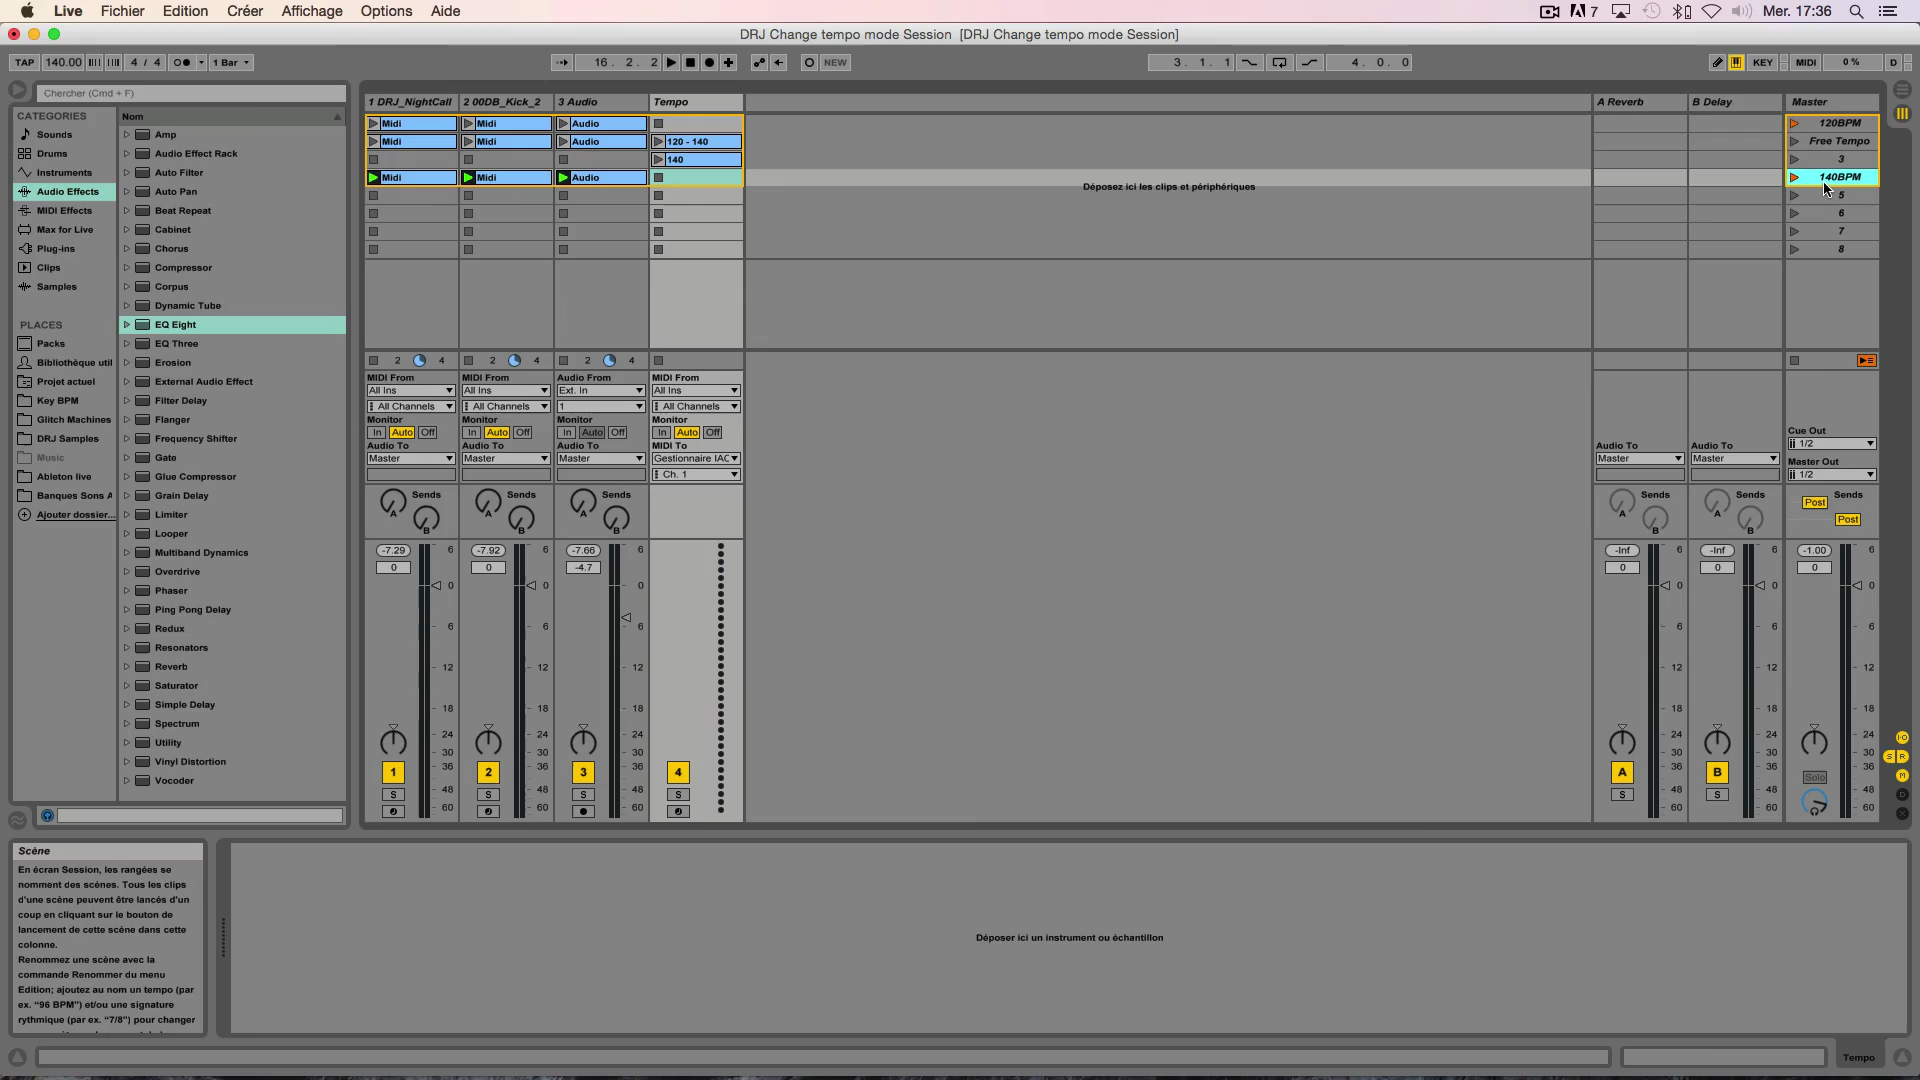 Live Fichier Edition Créer Affichage Options Aide 7 Mer. 17:36
DRJ Change tempo mode Session [DRJ Change tempo mode Session]
TAP 140.00 4 / 4 1 Bar 16. 2. 2 NEW 3. 1. 1 4. 0. 0 KEY MIDI 0 % D
Chercher (Cmd + F)
CATEGORIES
Sounds
Drums
Instruments
Audio Effects
MIDI Effects
Max for Live
Plug-ins
Clips
Samples
PLACES
Packs
Bibliothèque util
Projet actuel
Key BPM
Glitch Machines
DRJ Samples
Music
Ableton live
Banques Sons A
Ajouter dossier...
Nom
Amp
Audio Effect Rack
Auto Filter
Auto Pan
Beat Repeat
Cabinet
Chorus
Compressor
Corpus
Dynamic Tube
EQ Eight
EQ Three
Erosion
External Audio Effect
Filter Delay
Flanger
Frequency Shifter
Gate
Glue Compressor
Grain Delay
Limiter
Looper
Multiband Dynamics
Overdrive
Phaser
Ping Pong Delay
Redux
Resonators
Reverb
Saturator
Simple Delay
Spectrum
Utility
Vinyl Distortion
Vocoder
1 DRJ_NightCall 2 00DB_Kick_2 3 Audio Tempo A Reverb B Delay Master
Midi Midi Audio 120BPM
Midi Midi Audio 120 - 140 Free Tempo
140 3
Midi Midi Audio 140BPM
Déposez ici les clips et périphériques
5
6
7
8
2 4 2 4 2 4
MIDI From MIDI From Audio From MIDI From
All Ins All Ins Ext. In All Ins
All Channels All Channels 1 All Channels
Monitor Monitor Monitor Monitor
In Auto Off In Auto Off In Auto Off In Auto Off
Cue Out
1/2
Audio To Audio To Audio To MIDI To Audio To Audio To
Master Master Master Gestionnaire IAC Master Master
Master Out
Ch. 1 1/2
Sends Sends Sends Sends Sends Sends
A A A A A Post
B B B B B Post
-7.29 6 -7.92 6 -7.66 6 -Inf 6 -Inf 6 -1.00 6
0 0 -4.7 0 0 0
0 0 0 0 0 0
6 6 6 6 6 6
12 12 12 12 12 12
18 18 18 18 18 18
24 24 24 24 24 24
30 30 30 30 30 30
36 36 36 36 36 36
1 2 3 4 A B Solo
48 48 48 48 48 48
S S S S S S
60 60 60 60 60 60
I·O
S R
M
D
X
Scène
En écran Session, les rangées se
nomment des scènes. Tous les clips
d'une scène peuvent être lancés d'un
coup en cliquant sur le bouton de
lancement de cette scène dans cette
colonne.
Renommez une scène avec la
commande Renommer du menu
Edition; ajoutez au nom un tempo (par
ex. “96 BPM”) et/ou une signature
rythmique (par ex. “7/8”) pour changer
Déposer ici un instrument ou échantillon
Tempo